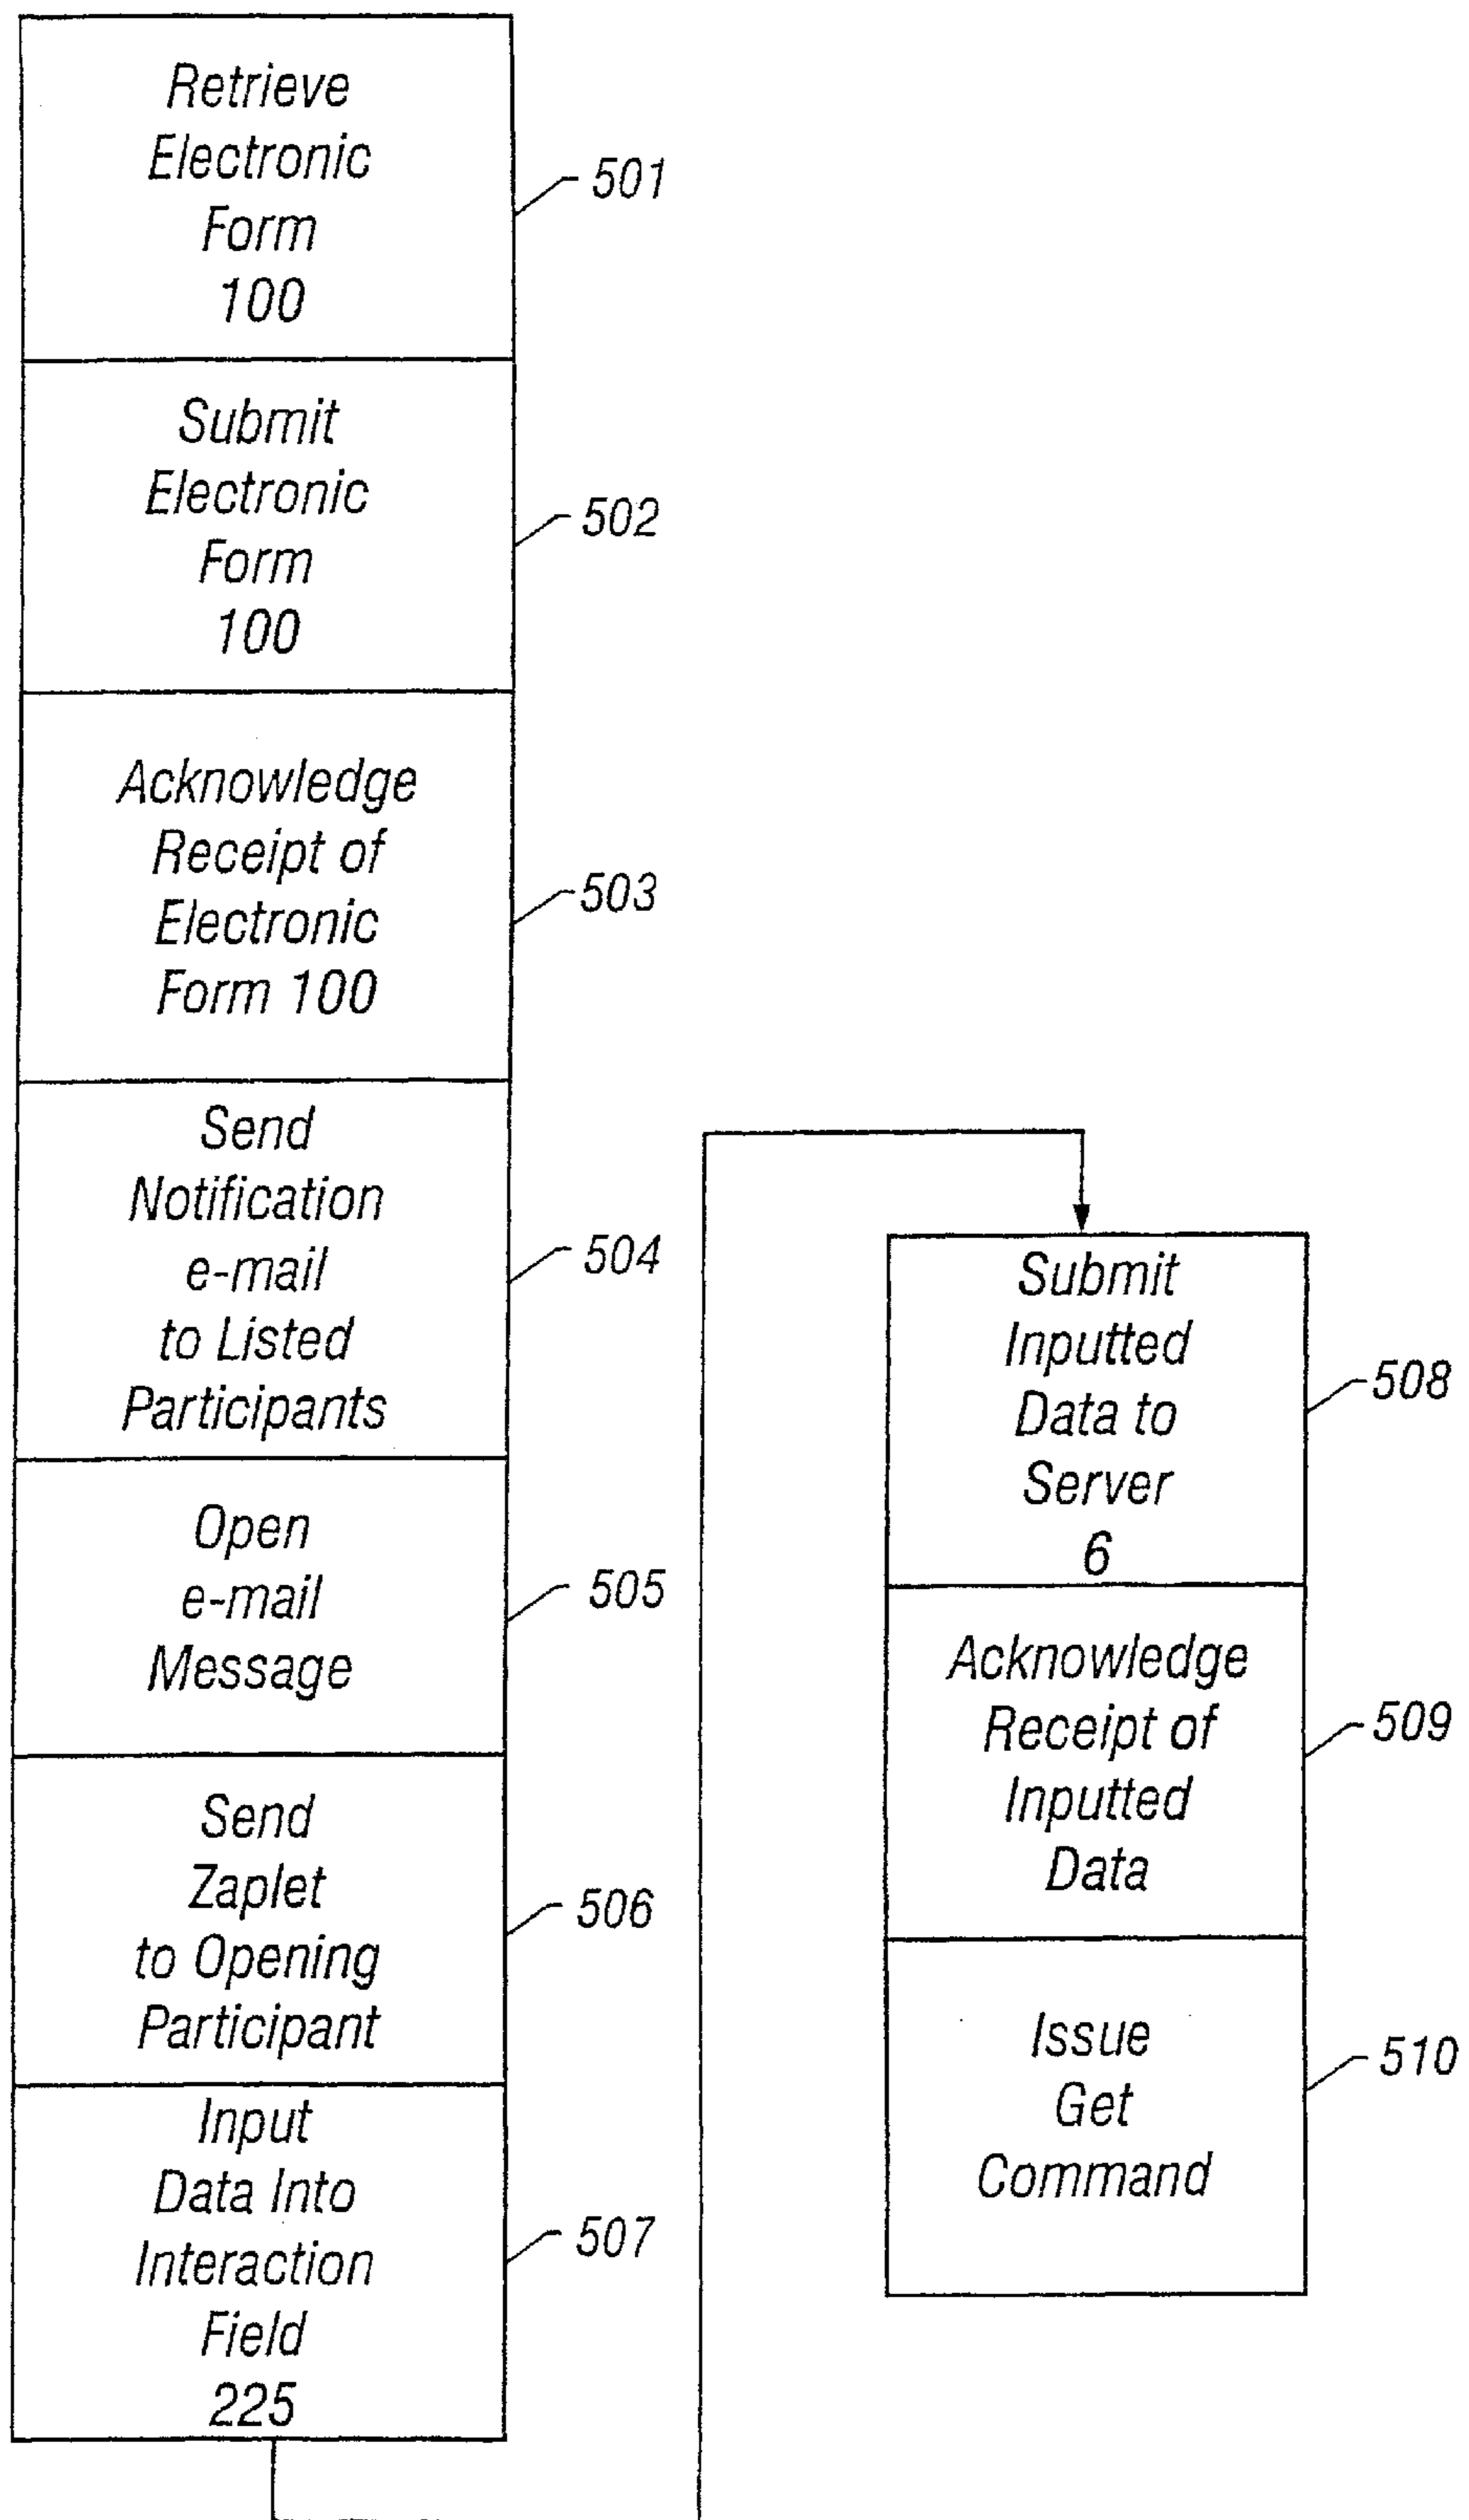 Retrieve
Electronic
Form
100
501
Submit
Electronic
Form
100
502
Acknowledge
Receipt of
Electronic
Form 100
503
Send
Notification
e-mail
to Listed
Participants
504
Open
e-mail
Message
505
Send
Zaplet
to Opening
Participant
506
Input
Data Into
Interaction
Field
225
507
Submit
Inputted
Data to
Server
6
508
Acknowledge
Receipt of
Inputted
Data
509
Issue
Get
Command
510